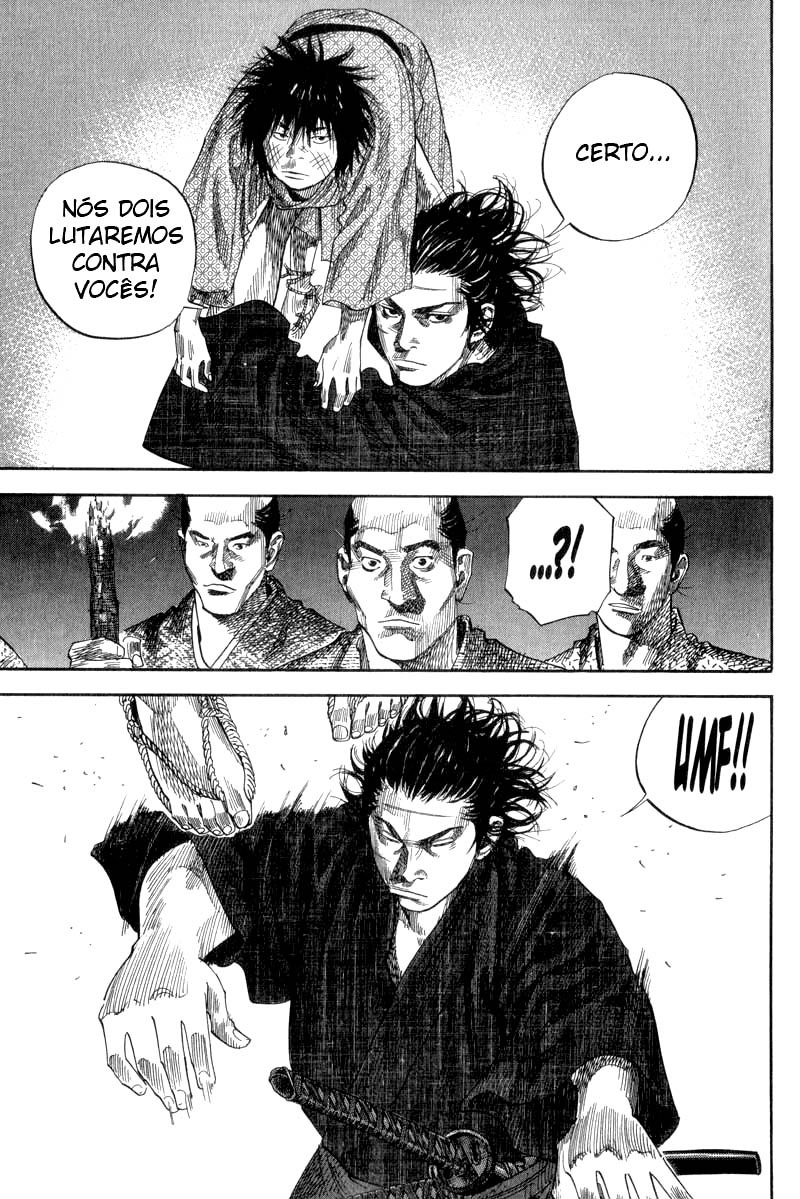 CERTO...
NÓS DOIS
LUTAREMOS
CONTRA
VOCÊS!
...?!
UMF!!